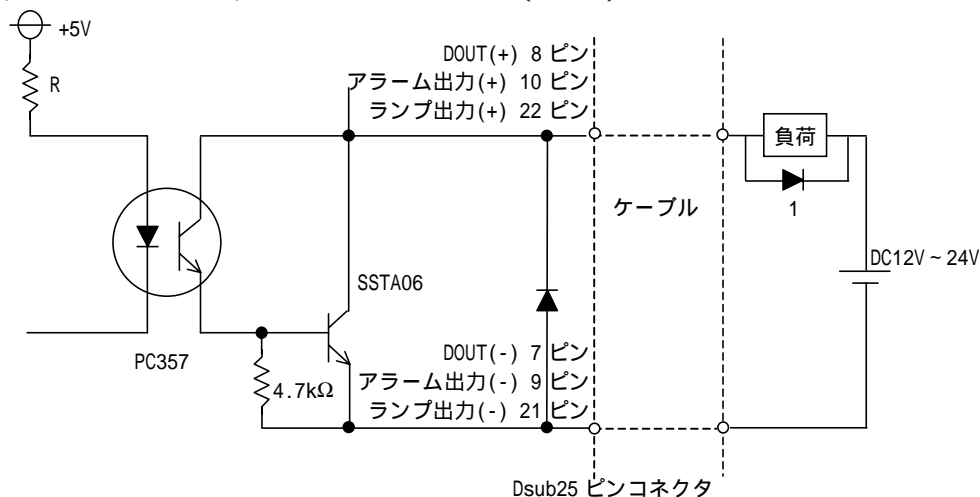 +5V
R
DOUT(+) 8 ピン
アラーム出力(+) 10 ピン
ランプ出力(+) 22 ピン
負荷
1
ケーブル
DC12V ~ 24V
SSTA06
PC357
4.7kΩ
DOUT(-) 7 ピン
アラーム出力(-) 9 ピン
ランプ出力(-) 21 ピン
Dsub25 ピンコネクタ